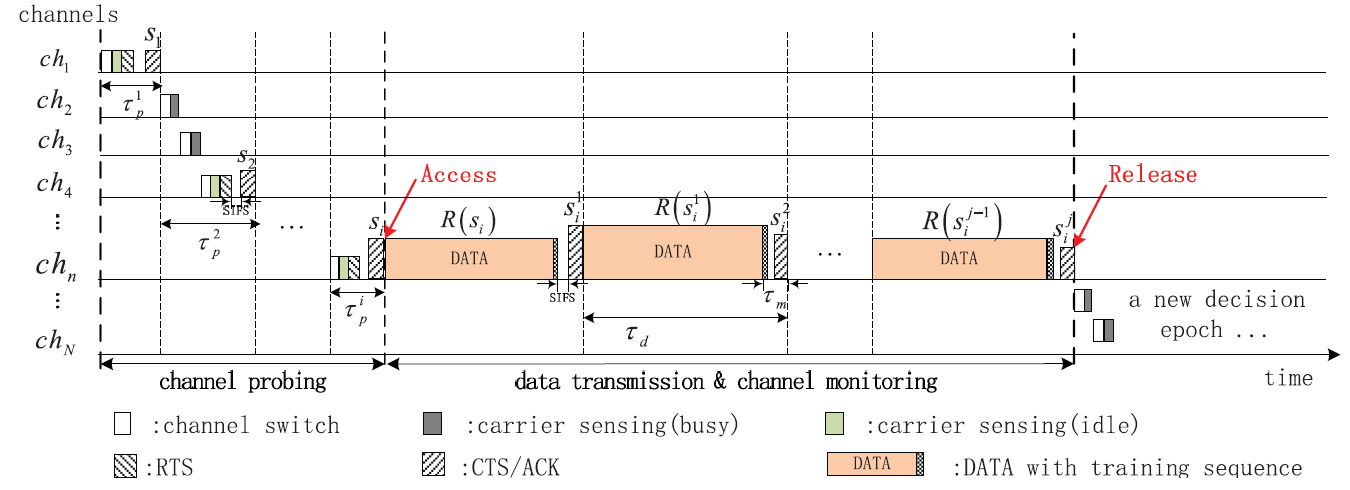 channels
ch₁ s₁
τₚ¹
ch₂
ch₃
ch₄ s₂ Access Release
SIFS
τₚ² ... sᵢ R(sᵢ) sᵢ¹ R(sᵢ¹) sᵢ² R(sᵢʲ⁻¹) sᵢʲ
⋮
chₙ DATA DATA ... DATA
SIFS τₘ
τₚⁱ
⋮ a new decision
τ_d epoch ...
ch_N
channel probing data transmission & channel monitoring time
:channel switch :carrier sensing(busy) :carrier sensing(idle)
:RTS :CTS/ACK DATA :DATA with training sequence